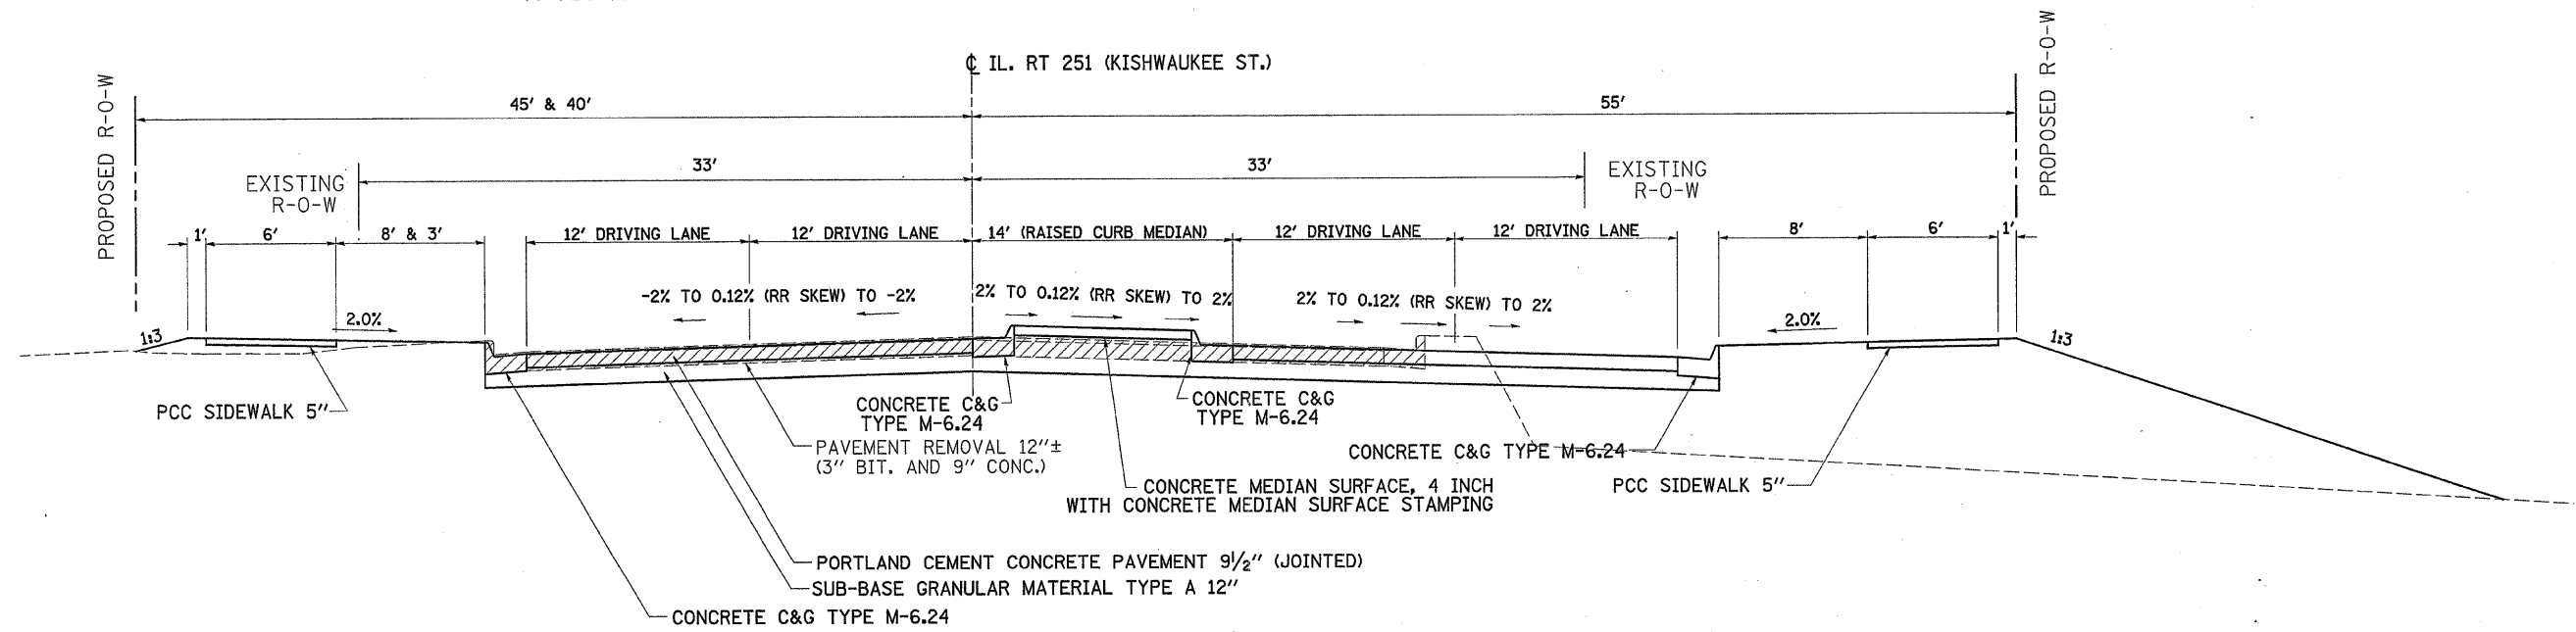 ℄ IL. RT 251 (KISHWAUKEE ST.)
PROPOSED R-O-W
45' & 40'
55'
PROPOSED R-O-W
EXISTING
R-O-W
33'
33'
EXISTING
R-O-W
1'
6'
8' & 3'
12' DRIVING LANE
12' DRIVING LANE
14' (RAISED CURB MEDIAN)
12' DRIVING LANE
12' DRIVING LANE
8'
6'
1'
-2% TO 0.12% (RR SKEW) TO -2%
2% TO 0.12% (RR SKEW) TO 2%
2% TO 0.12% (RR SKEW) TO 2%
1:3
2.0%
2.0%
1:3
PCC SIDEWALK 5"
CONCRETE C&G
TYPE M-6.24
CONCRETE C&G
TYPE M-6.24
PAVEMENT REMOVAL 12"±
(3" BIT. AND 9" CONC.)
CONCRETE C&G TYPE M-6.24
PCC SIDEWALK 5"
CONCRETE MEDIAN SURFACE, 4 INCH
WITH CONCRETE MEDIAN SURFACE STAMPING
PORTLAND CEMENT CONCRETE PAVEMENT 9½" (JOINTED)
SUB-BASE GRANULAR MATERIAL TYPE A 12"
CONCRETE C&G TYPE M-6.24